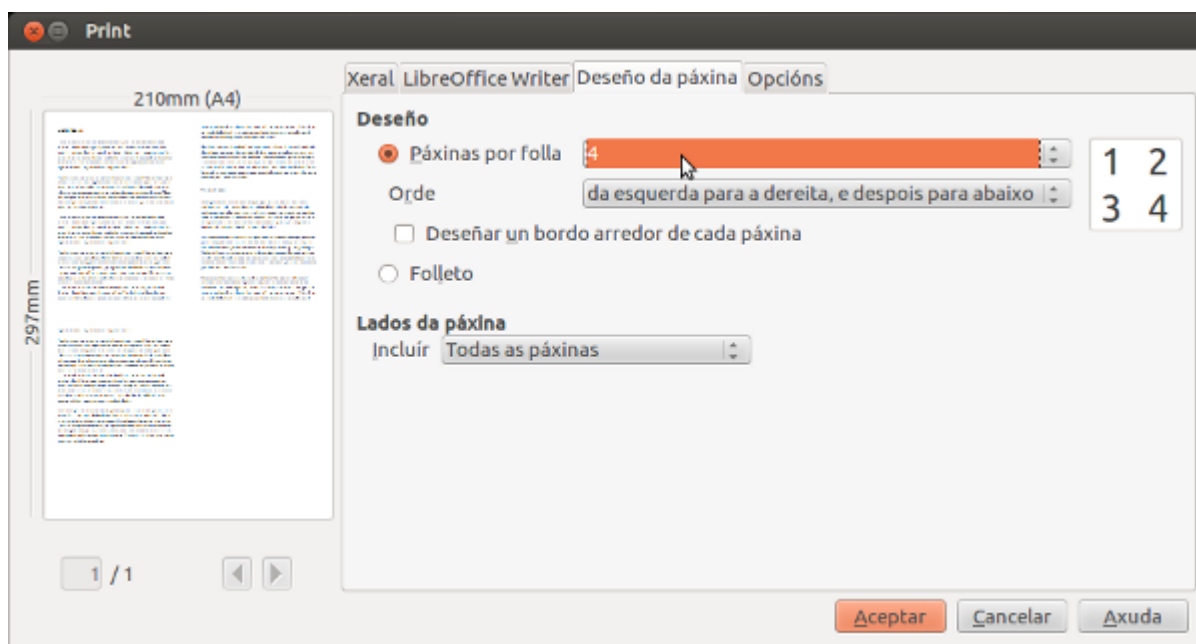 Print
Xeral LibreOffice Writer Deseño da páxina Opcións
210mm (A4)
297mm
Deseño
Páxinas por folla 4
Orde da esquerda para a dereita, e despois para abaixo
1 2
3 4
Deseñar un bordo arredor de cada páxina
Folleto
Lados da páxina
Incluír Todas as páxinas
1 / 1
Aceptar Cancelar Axuda